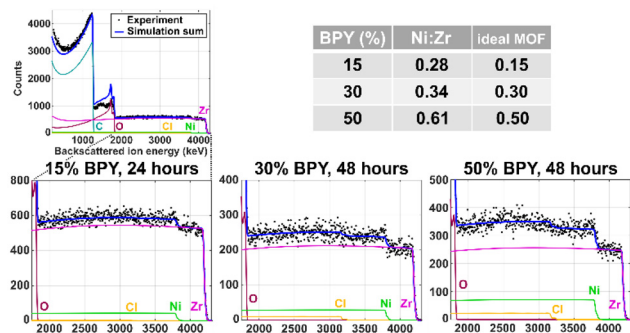 Experiment
Simulation sum
4000
3000
2000
1000
0
Counts
Zr
Cl
Ni
C
O
1000 2000 3000 4000
Backscattered ion energy (keV)
BPY (%) Ni:Zr ideal MOF
15 0.28 0.15
30 0.34 0.30
50 0.61 0.50
15% BPY, 24 hours
800
600
400
200
0
O Cl Ni Zr
2000 2500 3000 3500 4000
30% BPY, 48 hours
400
300
200
100
0
O Cl Ni Zr
2000 2500 3000 3500 4000
50% BPY, 48 hours
500
400
300
200
100
0
O Cl Ni Zr
2000 2500 3000 3500 4000